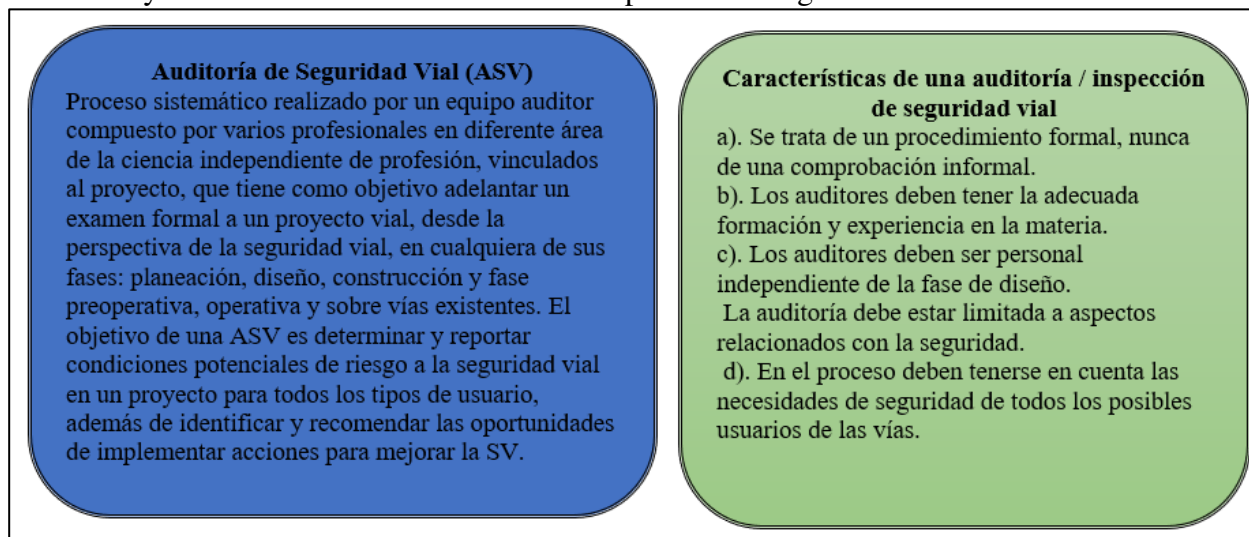 Auditoría de Seguridad Vial (ASV)
Proceso sistemático realizado por un equipo auditor
compuesto por varios profesionales en diferente área
de la ciencia independiente de profesión, vinculados
al proyecto, que tiene como objetivo adelantar un
examen formal a un proyecto vial, desde la
perspectiva de la seguridad vial, en cualquiera de sus
fases: planeación, diseño, construcción y fase
preoperativa, operativa y sobre vías existentes. El
objetivo de una ASV es determinar y reportar
condiciones potenciales de riesgo a la seguridad vial
en un proyecto para todos los tipos de usuario,
además de identificar y recomendar las oportunidades
de implementar acciones para mejorar la SV.
Características de una auditoría / inspección
de seguridad vial
a). Se trata de un procedimiento formal, nunca
de una comprobación informal.
b). Los auditores deben tener la adecuada
formación y experiencia en la materia.
c). Los auditores deben ser personal
independiente de la fase de diseño.
La auditoría debe estar limitada a aspectos
relacionados con la seguridad.
d). En el proceso deben tenerse en cuenta las
necesidades de seguridad de todos los posibles
usuarios de las vías.